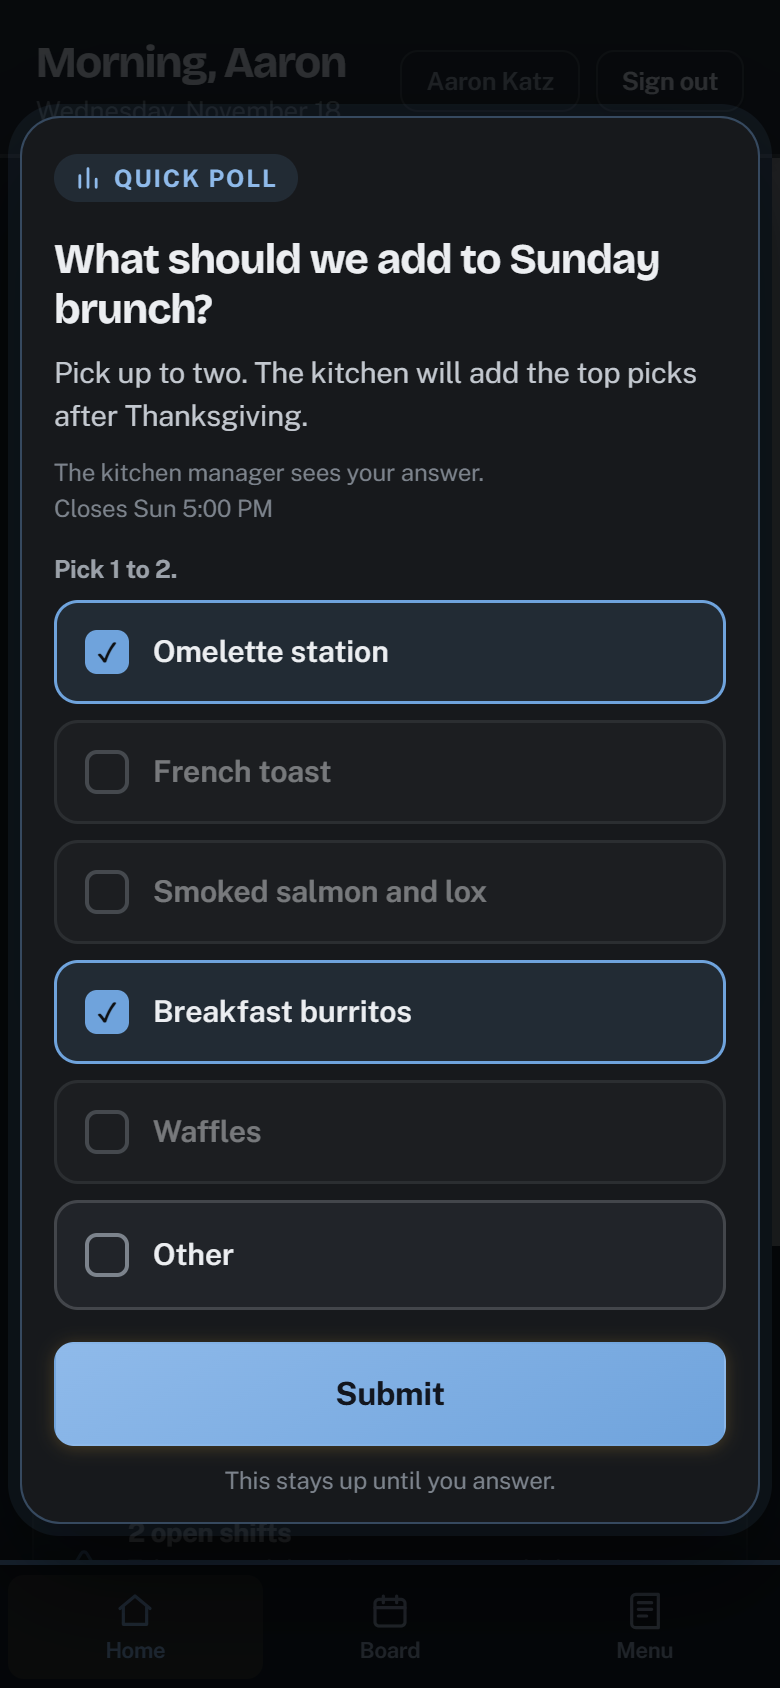 Morning, Aaron
Aaron Katz
Sign out
Wednesday, November 18
QUICK POLL
What should we add to Sunday
brunch?
Pick up to two. The kitchen will add the top picks
after Thanksgiving.
The kitchen manager sees your answer.
Closes Sun 5:00 PM
Pick 1 to 2.
Omelette station
French toast
Smoked salmon and lox
Breakfast burritos
Waffles
Other
Submit
This stays up until you answer.
2 open shifts
Home
Board
Menu